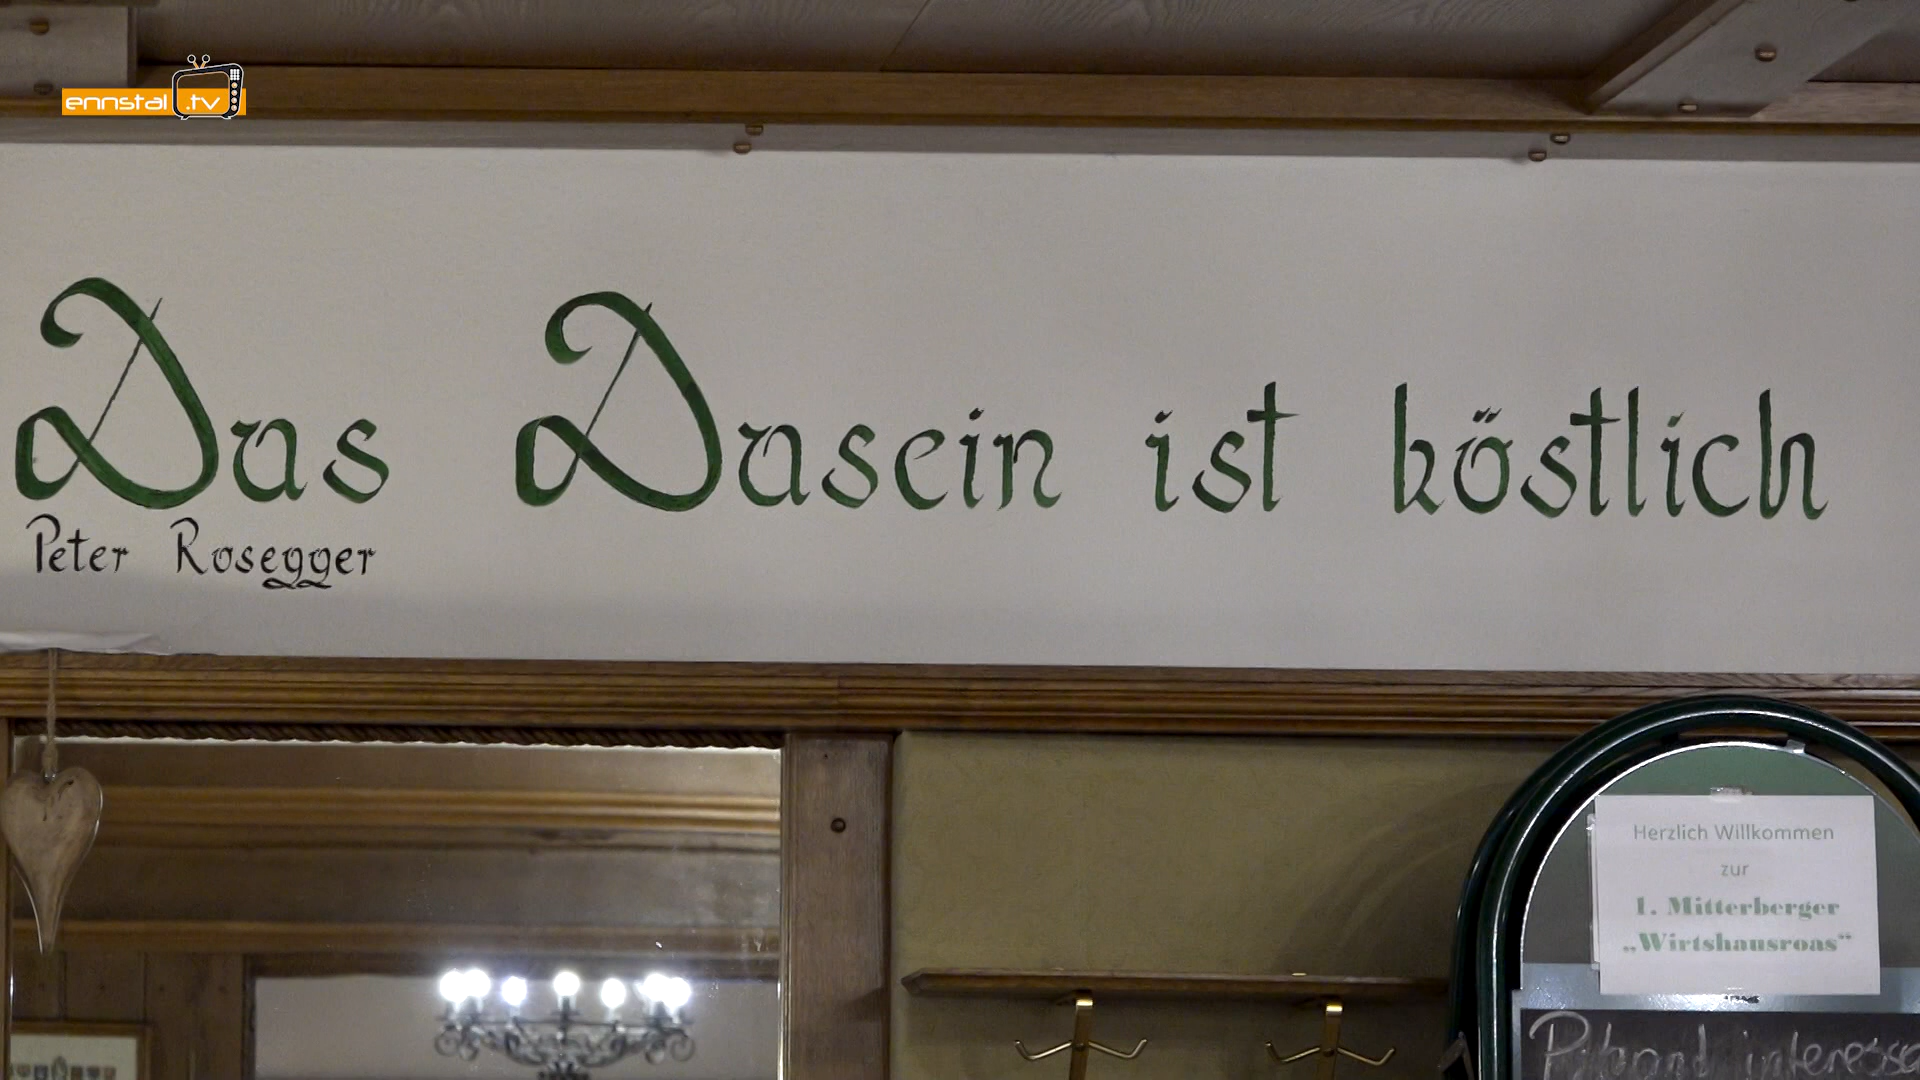 ennstal .tv
Das Dasein ist köstlich
Peter Rosegger
Herzlich Willkommen
zur
1. Mitterberger
„Wirtshausroas“